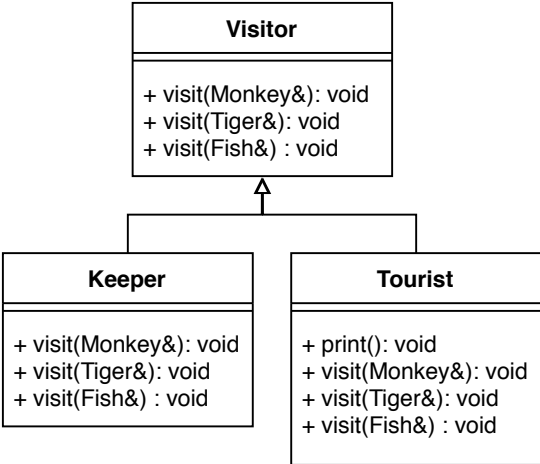 Visitor
+ visit(Monkey&): void
+ visit(Tiger&): void
+ visit(Fish&) : void
Keeper
+ visit(Monkey&): void
+ visit(Tiger&): void
+ visit(Fish&) : void
Tourist
+ print(): void
+ visit(Monkey&): void
+ visit(Tiger&): void
+ visit(Fish&) : void